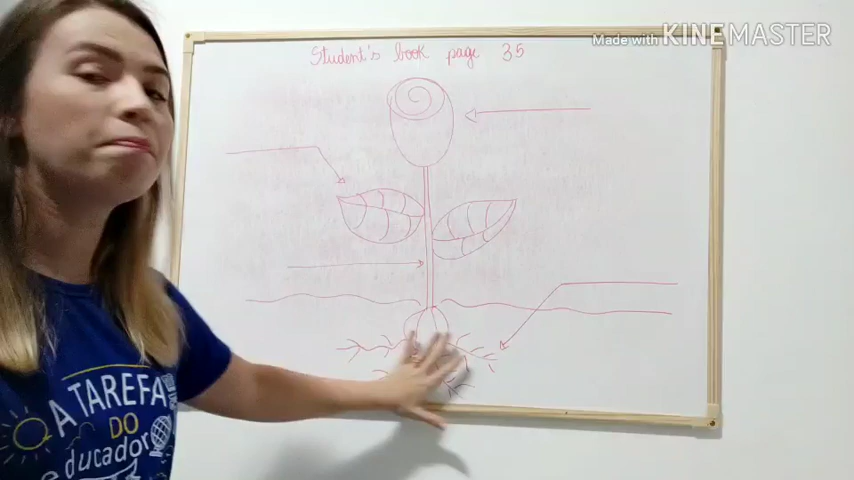 Student's book page 35
Made with KINEMASTER
A TAREFA
DO
educador